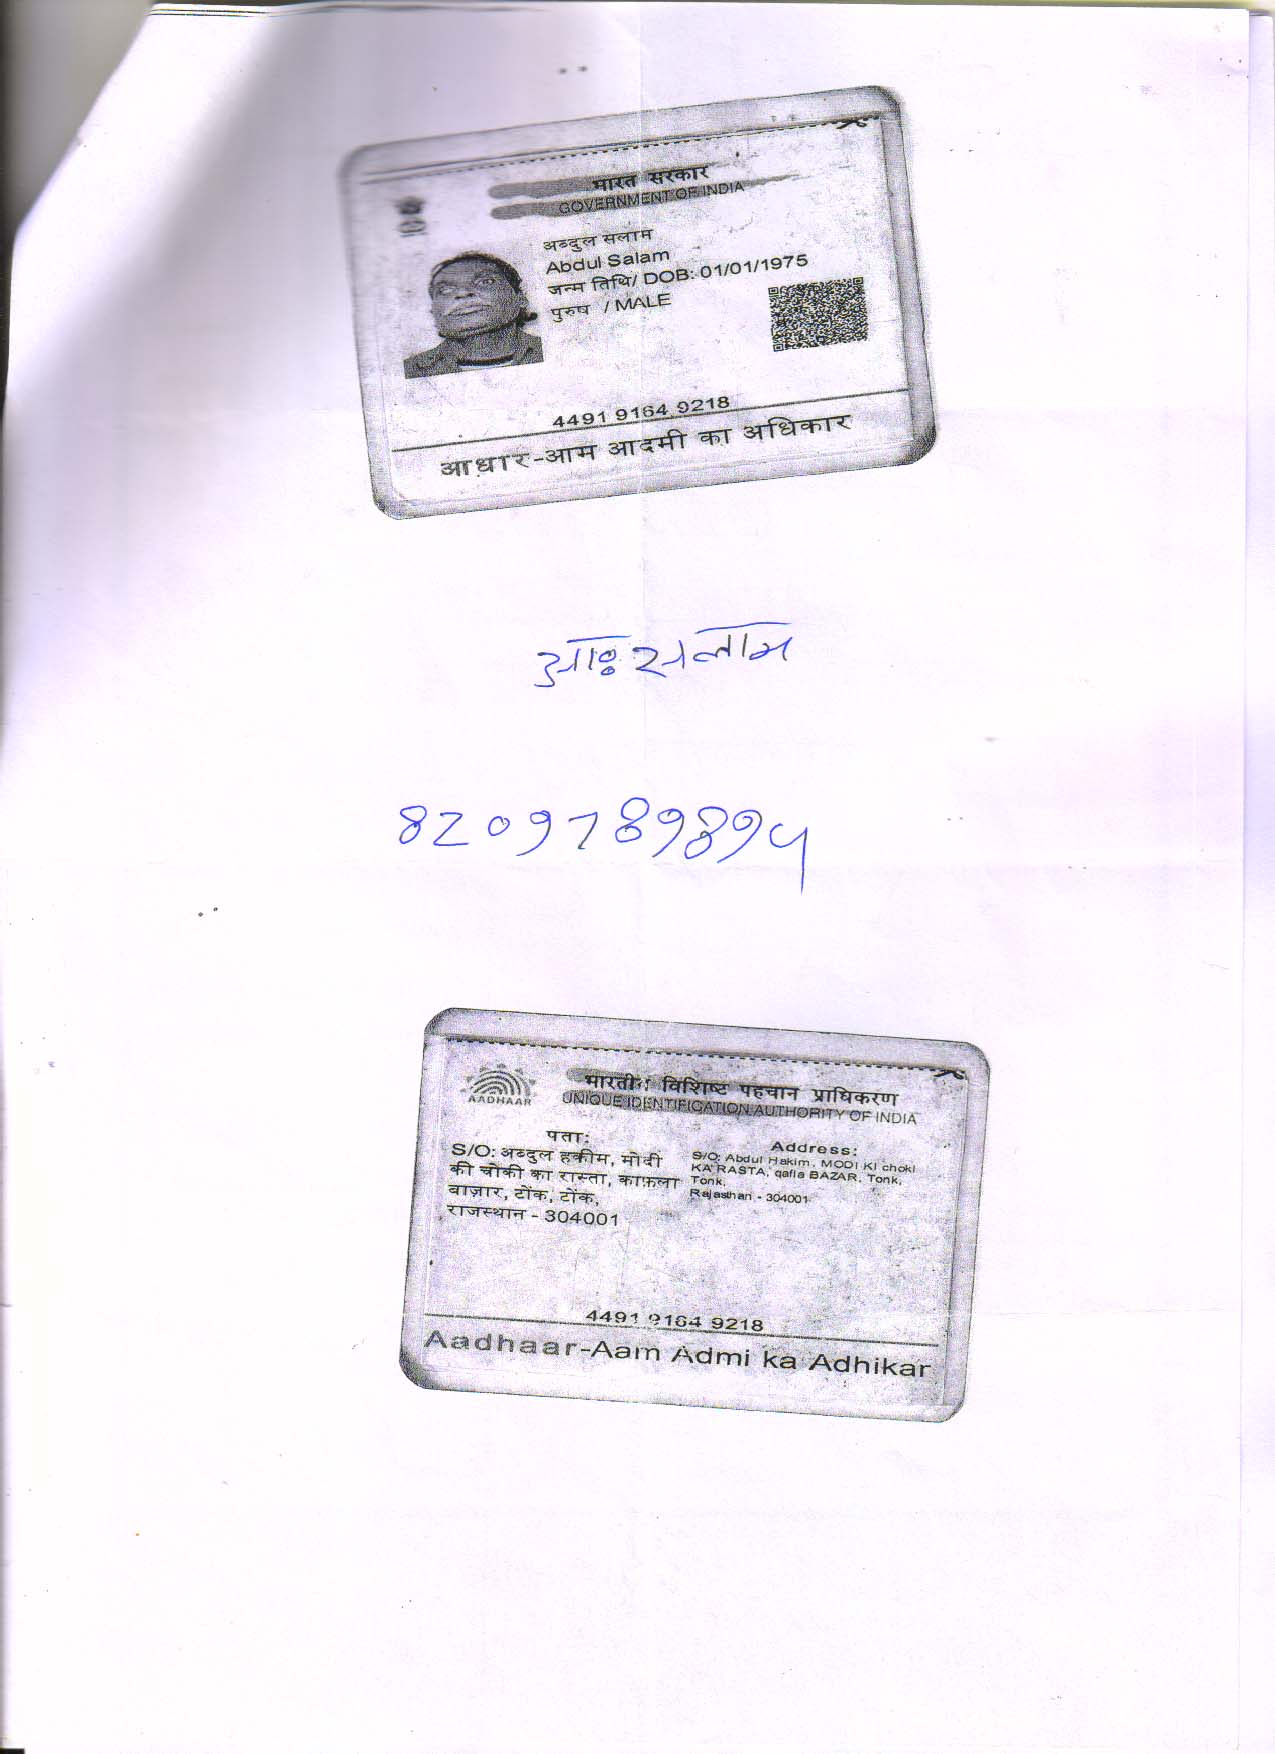 भारत सरकार
GOVERNMENT OF INDIA
अब्दुल सलाम
Abdul Salam
जन्म तिथि/ DOB: 01/01/1975
पुरुष / MALE
4491 9164 9218
आधार-आम आदमी का अधिकार
आ॰ सलाम
भारतीय विशिष्ट पहचान प्राधिकरण
AADHAAR
UNIQUE IDENTIFICATION AUTHORITY OF INDIA
पता:
S/O: अब्दुल हकीम, मोदी
की चोकी का रास्ता, काफ़ला
बाज़ार, टोंक, टोंक,
राजस्थान - 304001
Address:
S/O: Abdul Hakim, MODI KI choki
KA RASTA, qafla BAZAR, Tonk,
Tonk,
Rajasthan - 304001
4491 9164 9218
Aadhaar-Aam Admi ka Adhikar